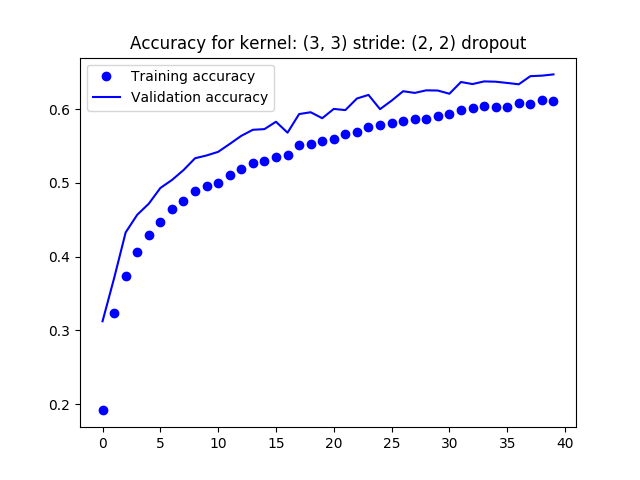 Accuracy for kernel: (3, 3) stride: (2, 2) dropout
Training accuracy
Validation accuracy
0.6
0.5
0.4
0.3
0.2
0 5 10 15 20 25 30 35 40